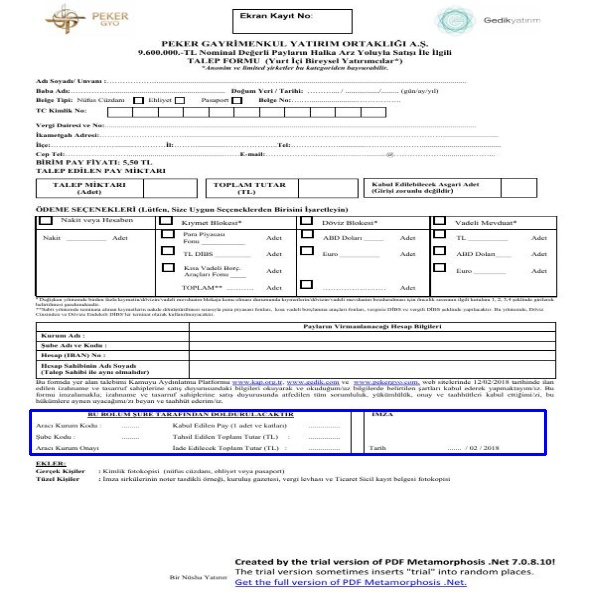 PEKER
GYO
Ekran Kayıt No:
Gedikyatırım
PEKER GAYRİMENKUL YATIRIM ORTAKLIĞI A.Ş.
9.600.000.-TL Nominal Değerli Payların Halka Arz Yoluyla Satışı İle İlgili
TALEP FORMU (Yurt İçi Bireysel Yatırımcılar*)
*Anonim ve limited şirketler bu kategoriden başvurabilir.
Adı Soyadı/ Unvanı :
Baba Adı: Doğum Yeri / Tarihi: (gün/ay/yıl)
Belge Tipi: Nüfus Cüzdanı Ehliyet Pasaport Belge No:
TC Kimlik No:
Vergi Dairesi ve No:
İkametgah Adresi:
İlçe: İl: Tel:
Cep Tel: E-mail: @
BİRİM PAY FİYATI: 5,50 TL
TALEP EDİLEN PAY MİKTARI
TALEP MİKTARI (Adet)
TOPLAM TUTAR (TL)
Kabul Edilebilecek Asgari Adet (Girişi zorunlu değildir)
ÖDEME SEÇENEKLERİ (Lütfen, Size Uygun Seçeneklerden Birisini İşaretleyin)
Nakit veya Hesaben Kıymet Blokesi* Döviz Blokesi* Vadeli Mevduat*
Nakit Adet Para Piyasası Fonu Adet ABD Doları Adet TL Adet
TL DİBS Adet Euro Adet ABD Doları Adet
Kısa Vadeli Borç. Araçları Fonu Adet Euro Adet
TOPLAM** Adet Adet
Payların Virmanlanacağı Hesap Bilgileri
Kurum Adı :
Şube Adı ve Kodu :
Hesap (IBAN) No :
Hesap Sahibinin Adı Soyadı
(Talep Sahibi ile aynı olmalıdır)
Bu formda yer alan talebimi Kamuyu Aydınlatma Platformu www.kap.org.tr, www.gedik.com ve www.pekergyo.com, web sitelerinde 12/02/2018 tarihinde ilan
edilen izahname ve tasarruf sahiplerine satış duyurusundaki bilgileri okuyarak ve okuduğum/uz bilgilerde belirtilen şartları kabul ederek yapmaktayım/ız. Bu
formu imzalamakla; izahname ve tasarruf sahiplerine satış duyurusunda atfedilen tüm sorumluluk, yükümlülük, onay ve taahhütleri kabul ettiğimi/zi, bu
hükümlere aynen uyacağımı/zı beyan ve taahhüt ederim/iz.
BU BÖLÜM ŞUBE TARAFINDAN DOLDURULACAKTIR İMZA
Aracı Kurum Kodu : ........ Kabul Edilen Pay (1 adet ve katları) ..............
Şube Kodu : ........ Tahsil Edilen Toplam Tutar (TL) : ..............
Aracı Kurum Onayı İade Edilecek Toplam Tutar (TL) : .............. Tarih ...... / 02 / 2018
EKLER:
Gerçek Kişiler : Kimlik fotokopisi (nüfus cüzdanı, ehliyet veya pasaport)
Tüzel Kişiler : İmza sirkülerinin noter tasdikli örneği, kuruluş gazetesi, vergi levhası ve Ticaret Sicil kayıt belgesi fotokopisi
Bir Nüsha Yatırım
Created by the trial version of PDF Metamorphosis .Net 7.0.8.10!
The trial version sometimes inserts "trial" into random places.
Get the full version of PDF Metamorphosis .Net.